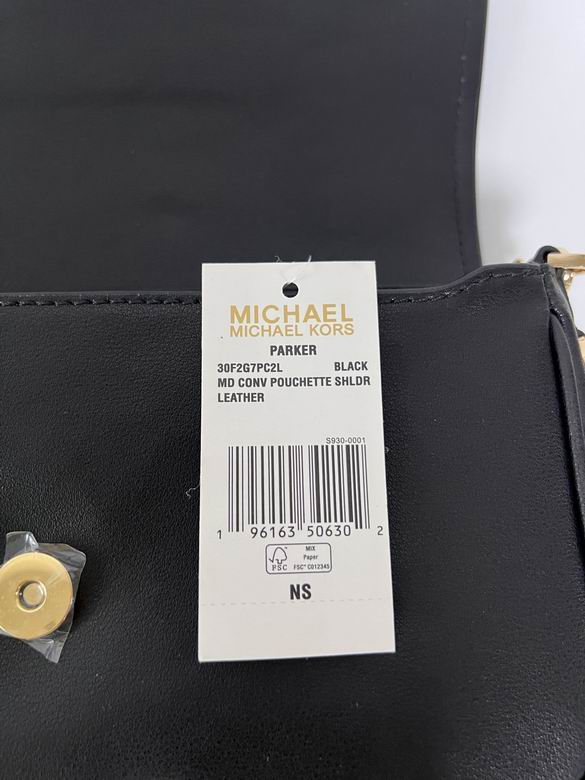 MICHAEL
MICHAEL KORS
PARKER
30F2G7PC2L BLACK
MD CONV POUCHETTE SHLDR
LEATHER
S930-0001
1 96163 50630 2
FSC
MIX
Paper
FSC® C012345
NS